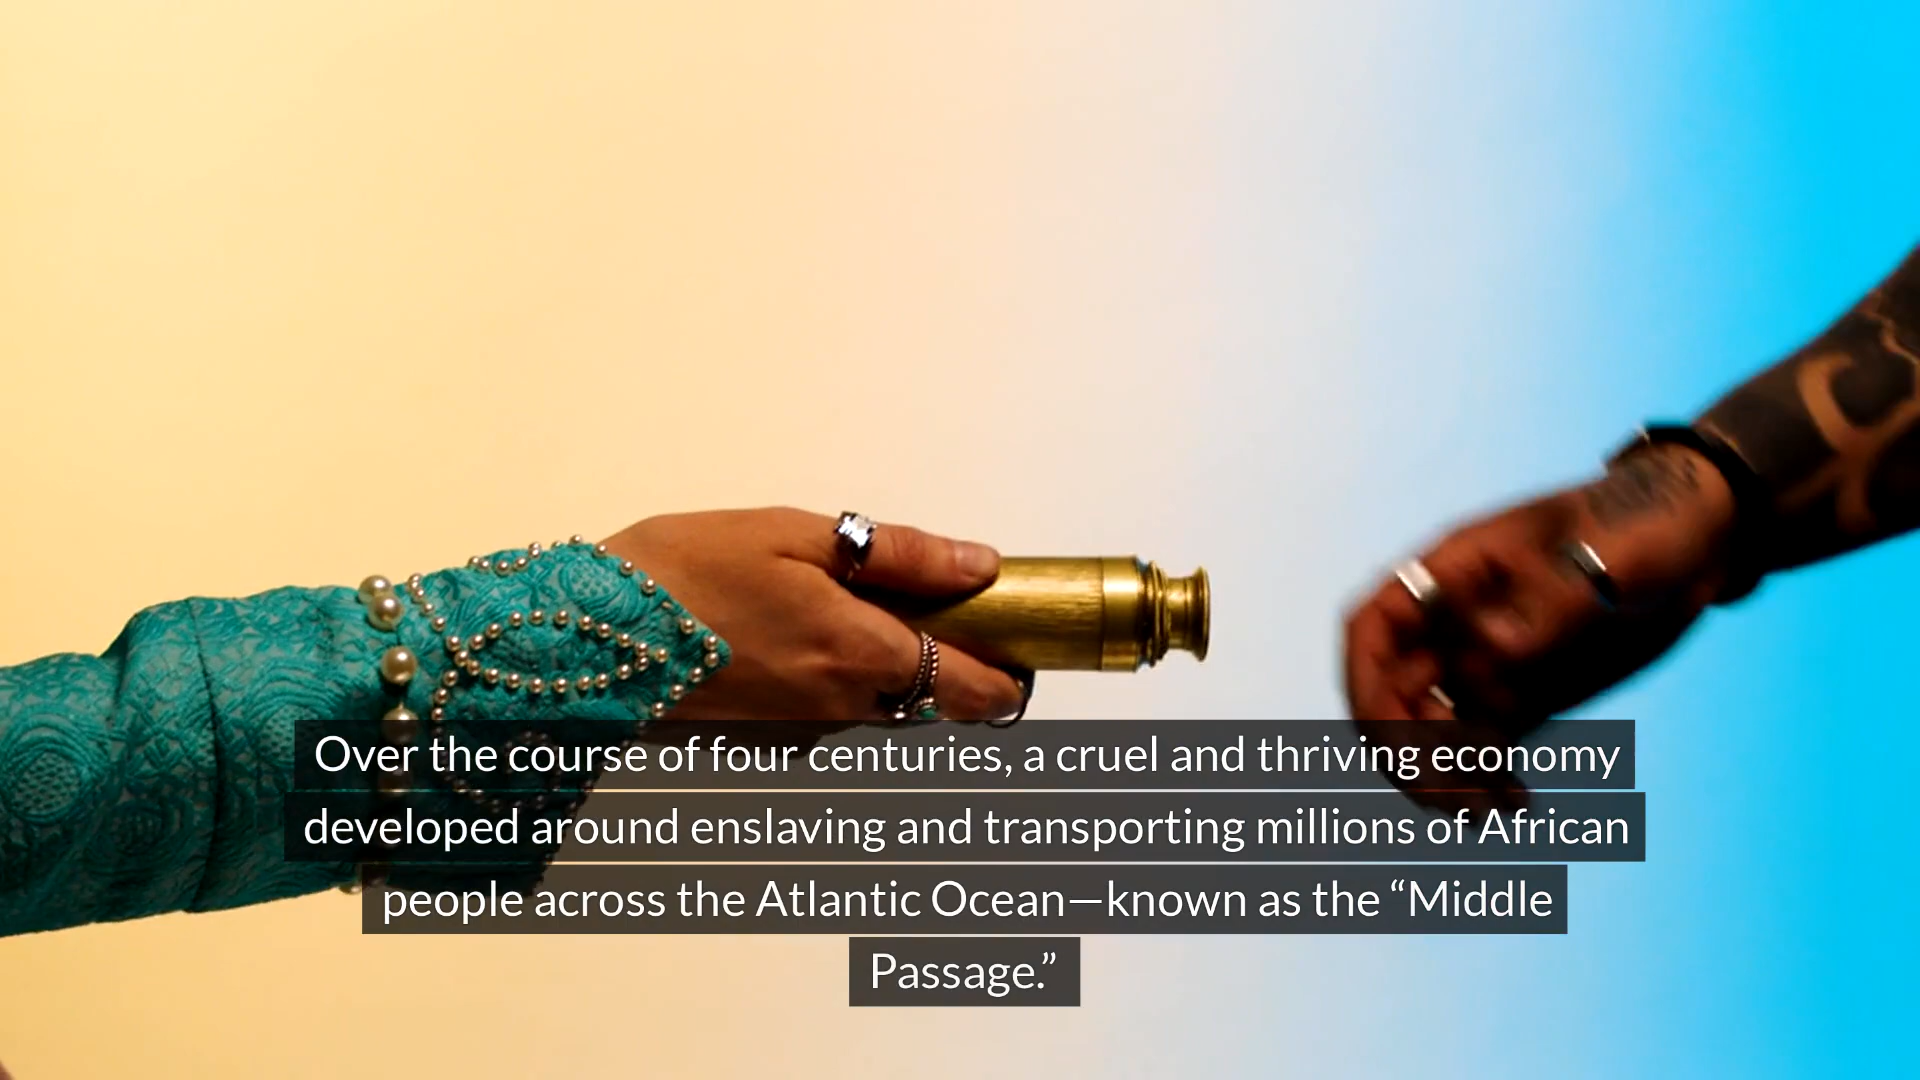 Over the course of four centuries, a cruel and thriving economy
developed around enslaving and transporting millions of African
people across the Atlantic Ocean—known as the “Middle
Passage.”